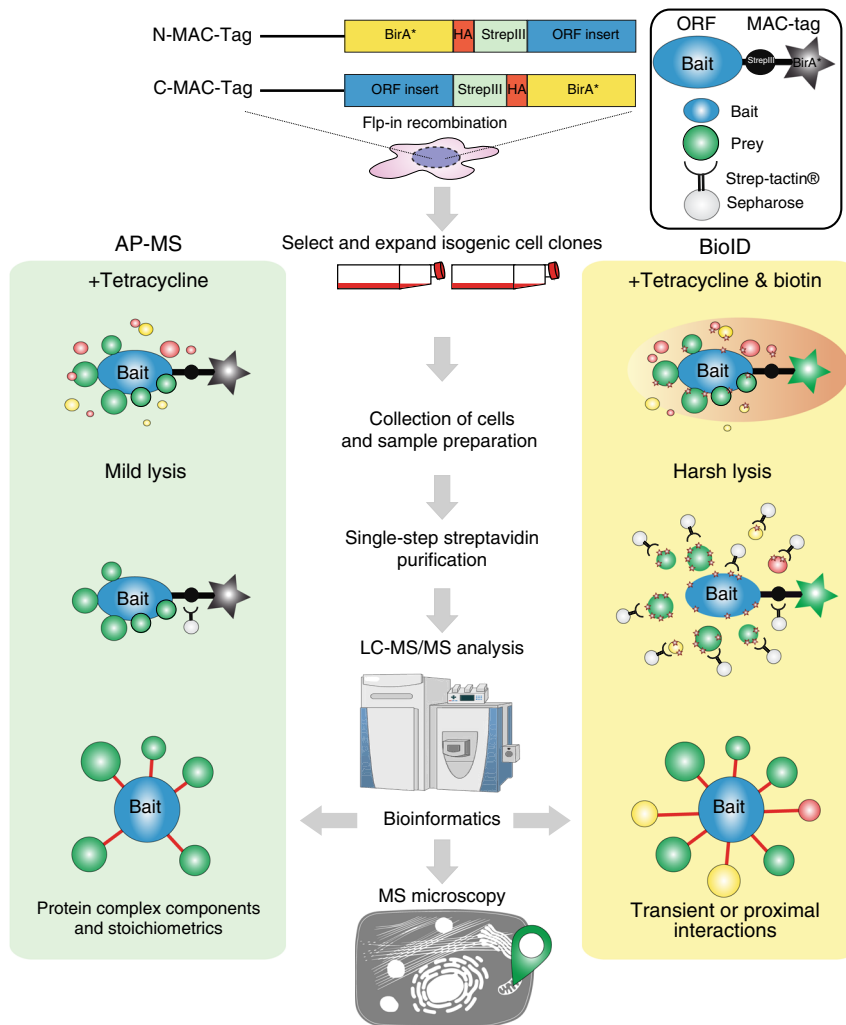 N-MAC-Tag
BirA*
HA
StrepIII
ORF insert
C-MAC-Tag
ORF insert
StrepIII
HA
BirA*
Flp-in recombination
ORF
MAC-tag
Bait
StrepIII
BirA*
Bait
Prey
Strep-tactin®
Sepharose
Select and expand isogenic cell clones
AP-MS
+Tetracycline
Bait
Mild lysis
Bait
Bait
Protein complex components
and stoichiometrics
Collection of cells
and sample preparation
Single-step streptavidin
purification
LC-MS/MS analysis
Bioinformatics
MS microscopy
BioID
+Tetracycline & biotin
Bait
Harsh lysis
Bait
Bait
Transient or proximal
interactions